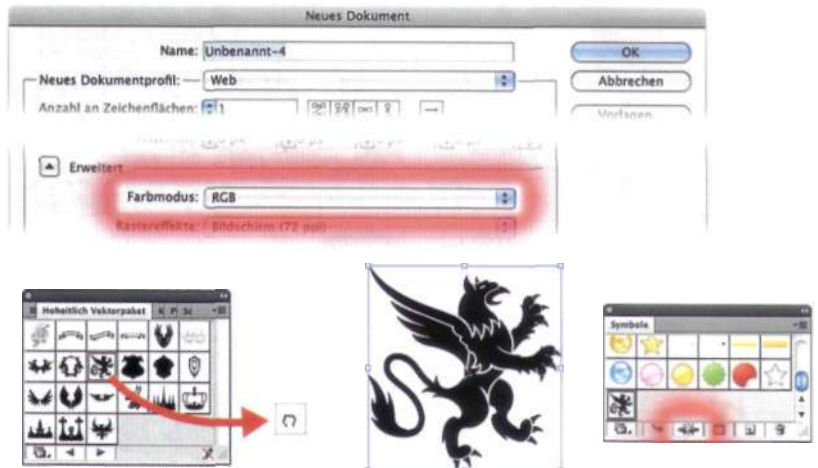 Neues Dokument
Name: Unbenannt-4
OK
Neues Dokumentprofil: Web
Abbrechen
Anzahl an Zeichenflächen: 1
Vorlagen
Erweitert
Farbmodus: RGB
Rastereffekte: Bildschirm (72 ppi)
Hoheitlich Vektorpaket K P Sc
Symbole